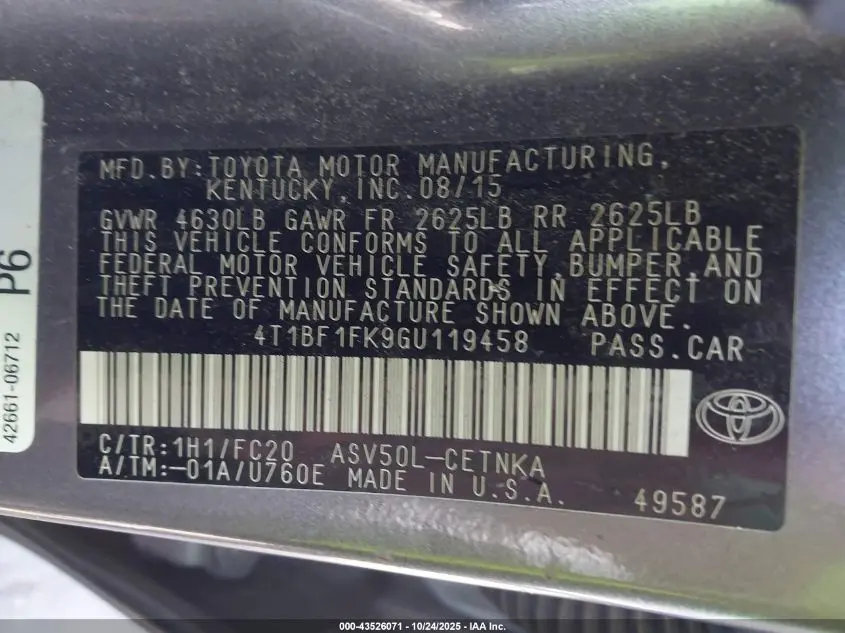 MFD.BY:TOYOTA MOTOR MANUFACTURING,
KENTUCKY,INC.08/15
GVWR 4630LB GAWR FR 2625LB RR 2625LB
THIS VEHICLE CONFORMS TO ALL APPLICABLE
FEDERAL MOTOR VEHICLE SAFETY,BUMPER,AND
THEFT PREVENTION STANDARDS IN EFFECT ON
THE DATE OF MANUFACTURE SHOWN ABOVE.
4T1BF1FK9GU119458 PASS.CAR
C/TR:1H1/FC20 ASV50L-CETNKA
A/TM:-01A/U760E MADE IN U.S.A. 49587
P6
42661-06712
000-43526071 - 10/24/2025 - IAA Inc.